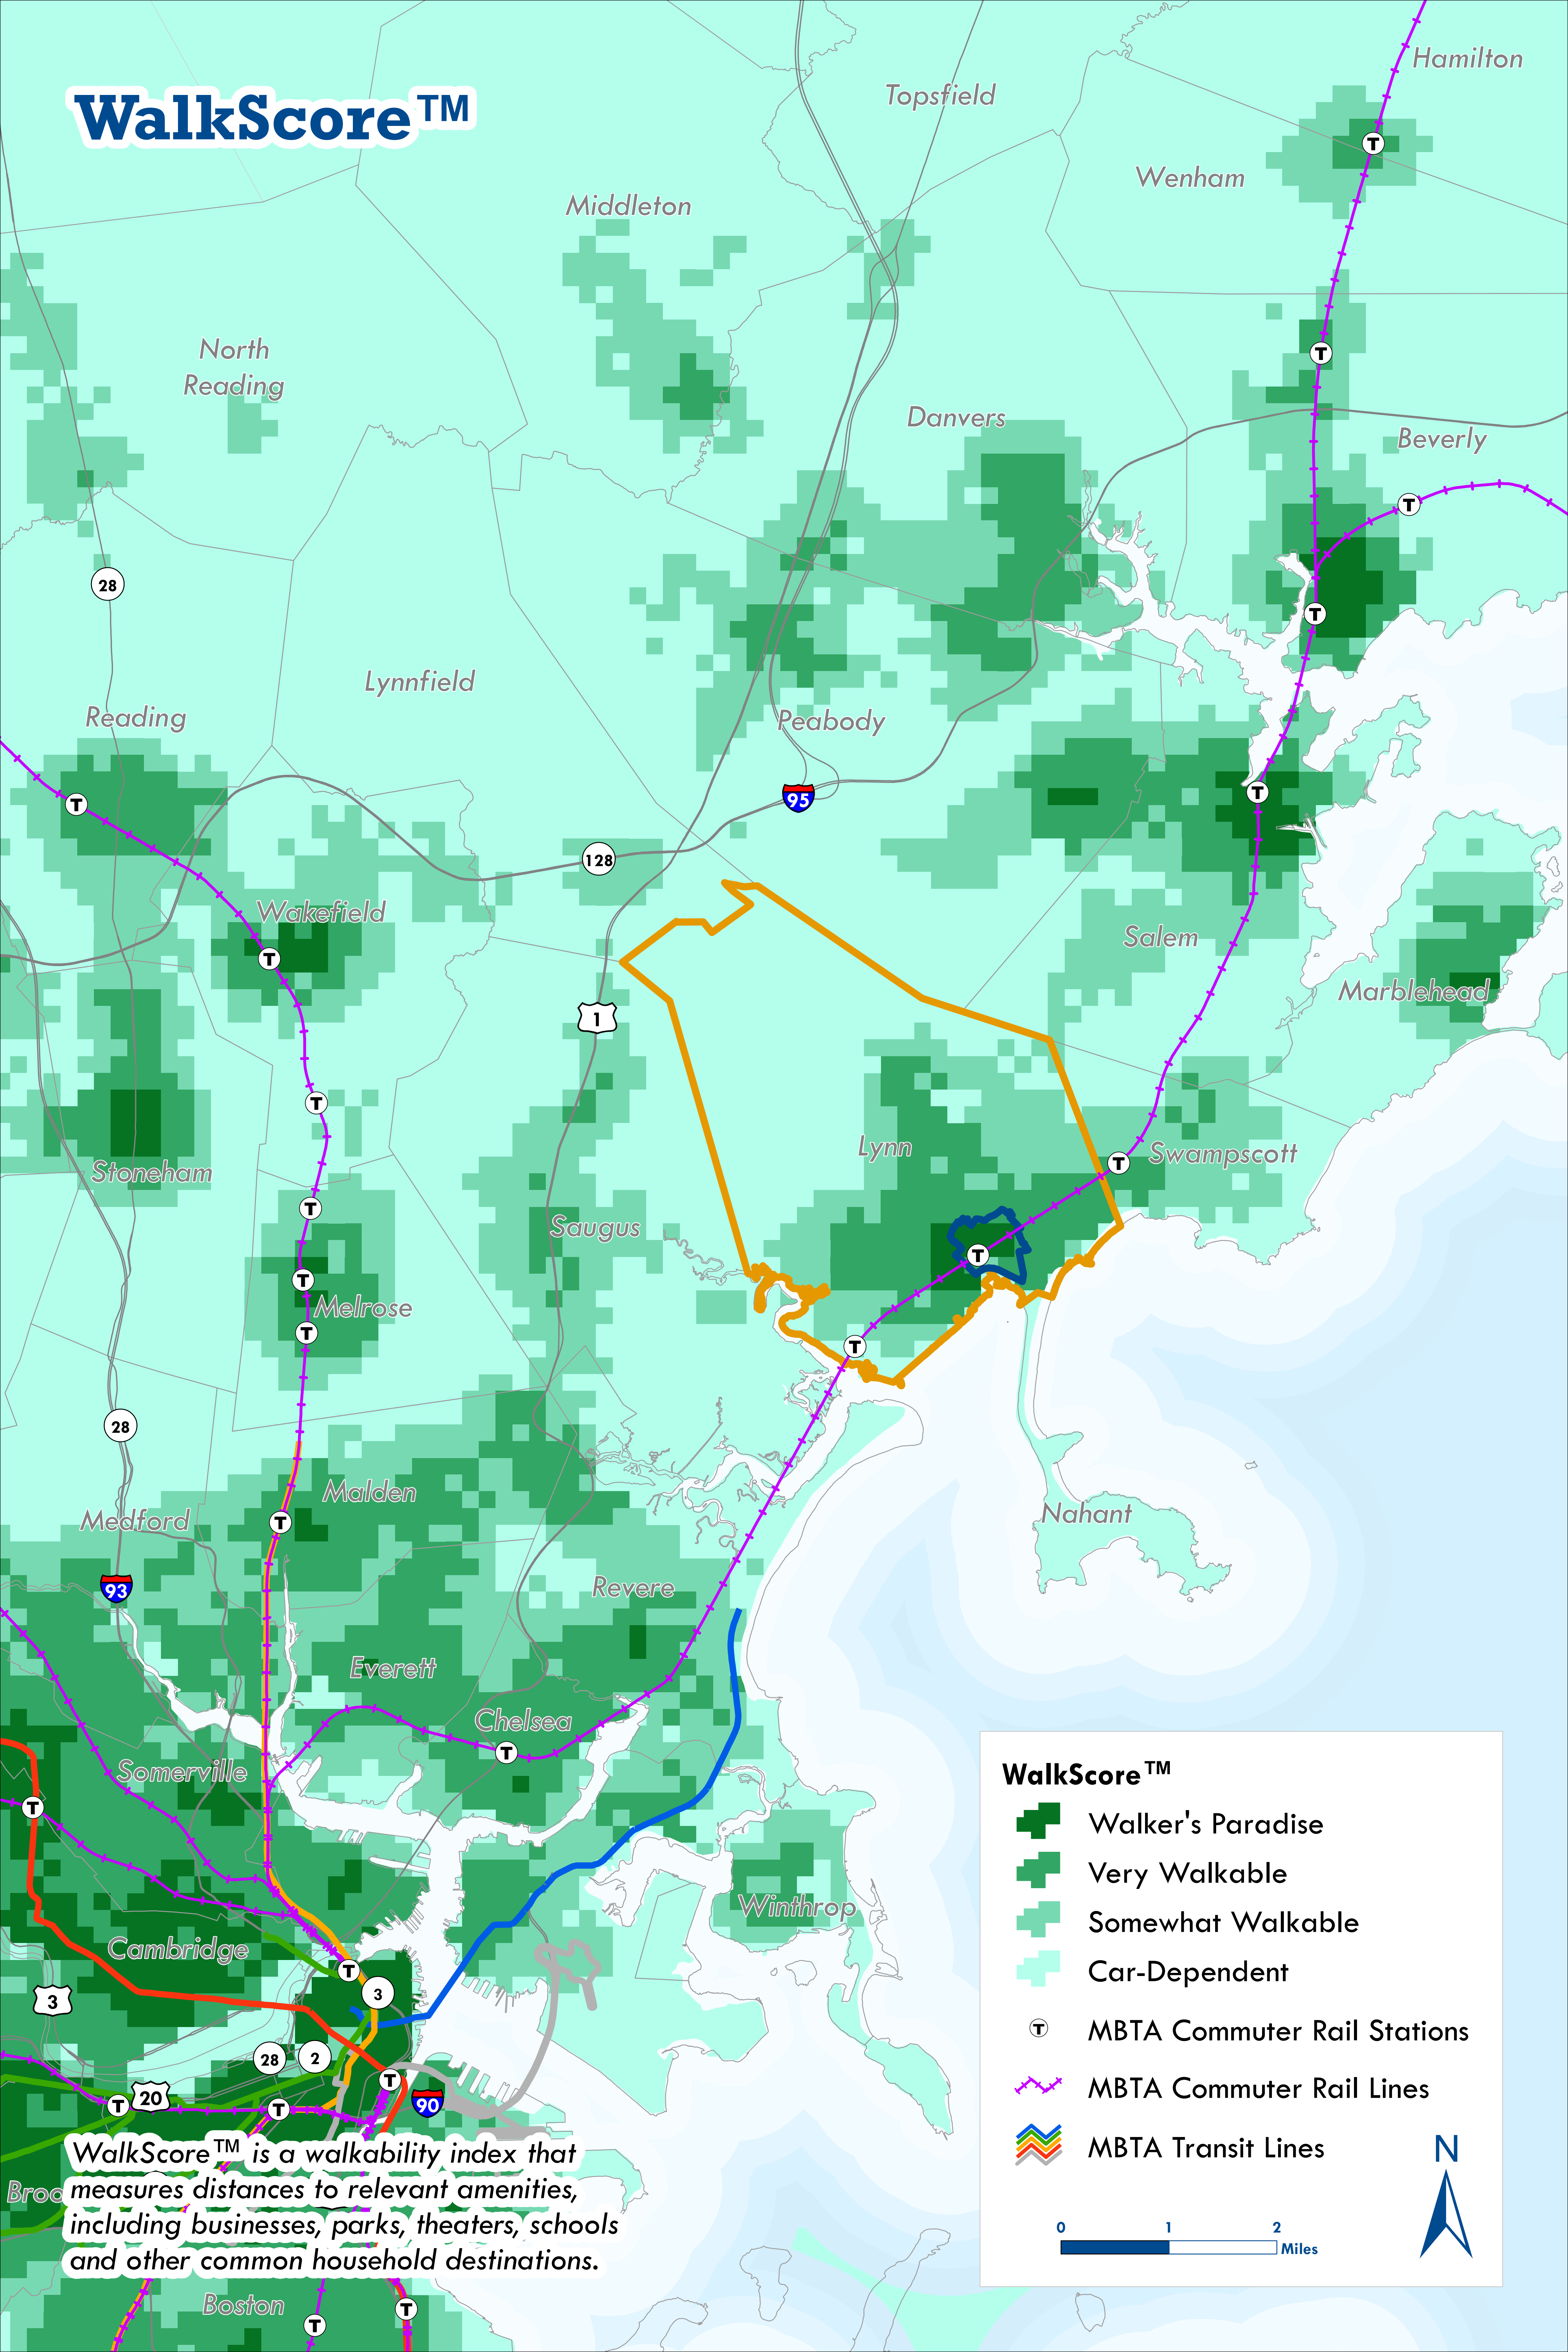 WalkScore™
Hamilton
Topsfield
Wenham
Middleton
North
Reading
Danvers
Beverly
28
Lynnfield
Reading
Peabody
95
128
Wakefield
Salem
Marblehead
1
Lynn
Swampscott
Stoneham
Saugus
Melrose
28
Malden
Medford
Nahant
93
Revere
Everett
Chelsea
Somerville
Winthrop
Cambridge
3
3
28
2
20
90
WalkScore™ is a walkability index that
measures distances to relevant amenities,
including businesses, parks, theaters, schools
and other common household destinations.
Broo
Boston
WalkScore™
Walker's Paradise
Very Walkable
Somewhat Walkable
Car-Dependent
T MBTA Commuter Rail Stations
MBTA Commuter Rail Lines
MBTA Transit Lines
N
0 1 2
Miles